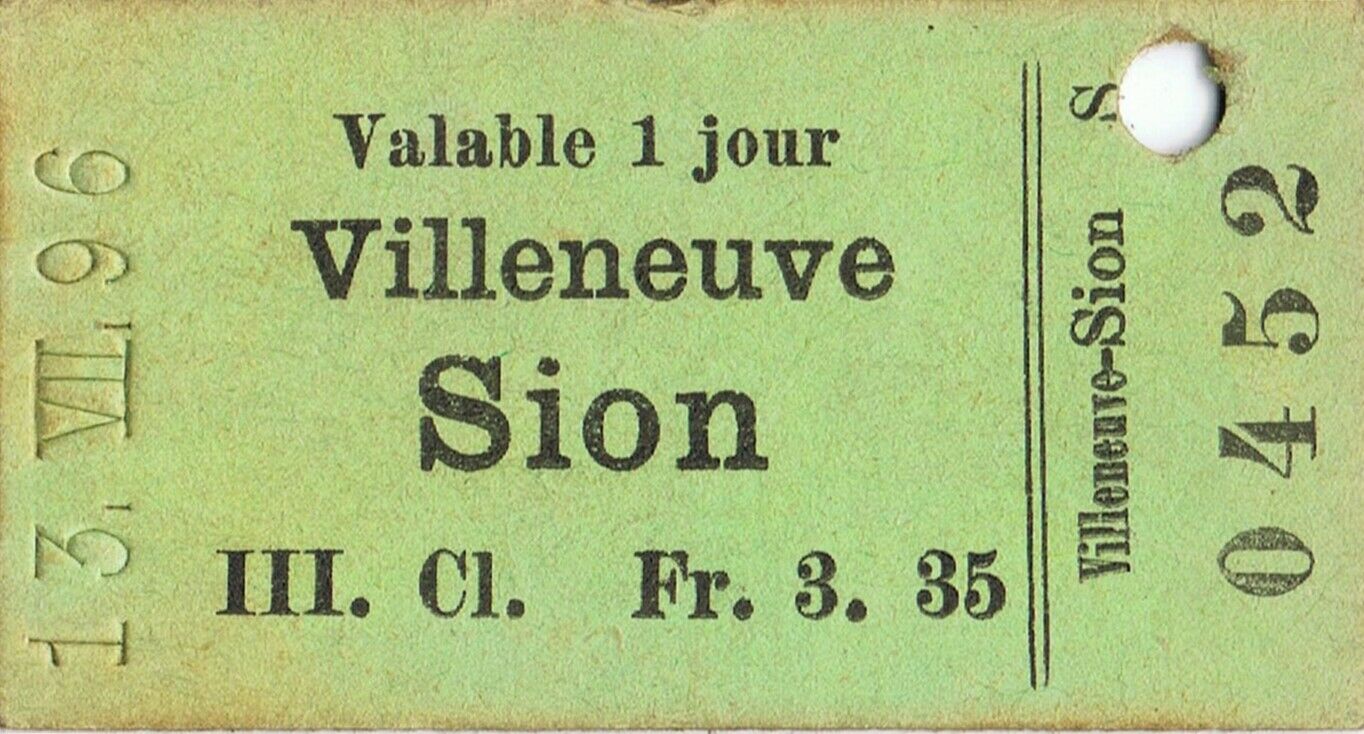 13. VII. 96
Valable 1 jour
Villeneuve
Sion
III. Cl. Fr. 3. 35
Villeneuve-Sion S
0452